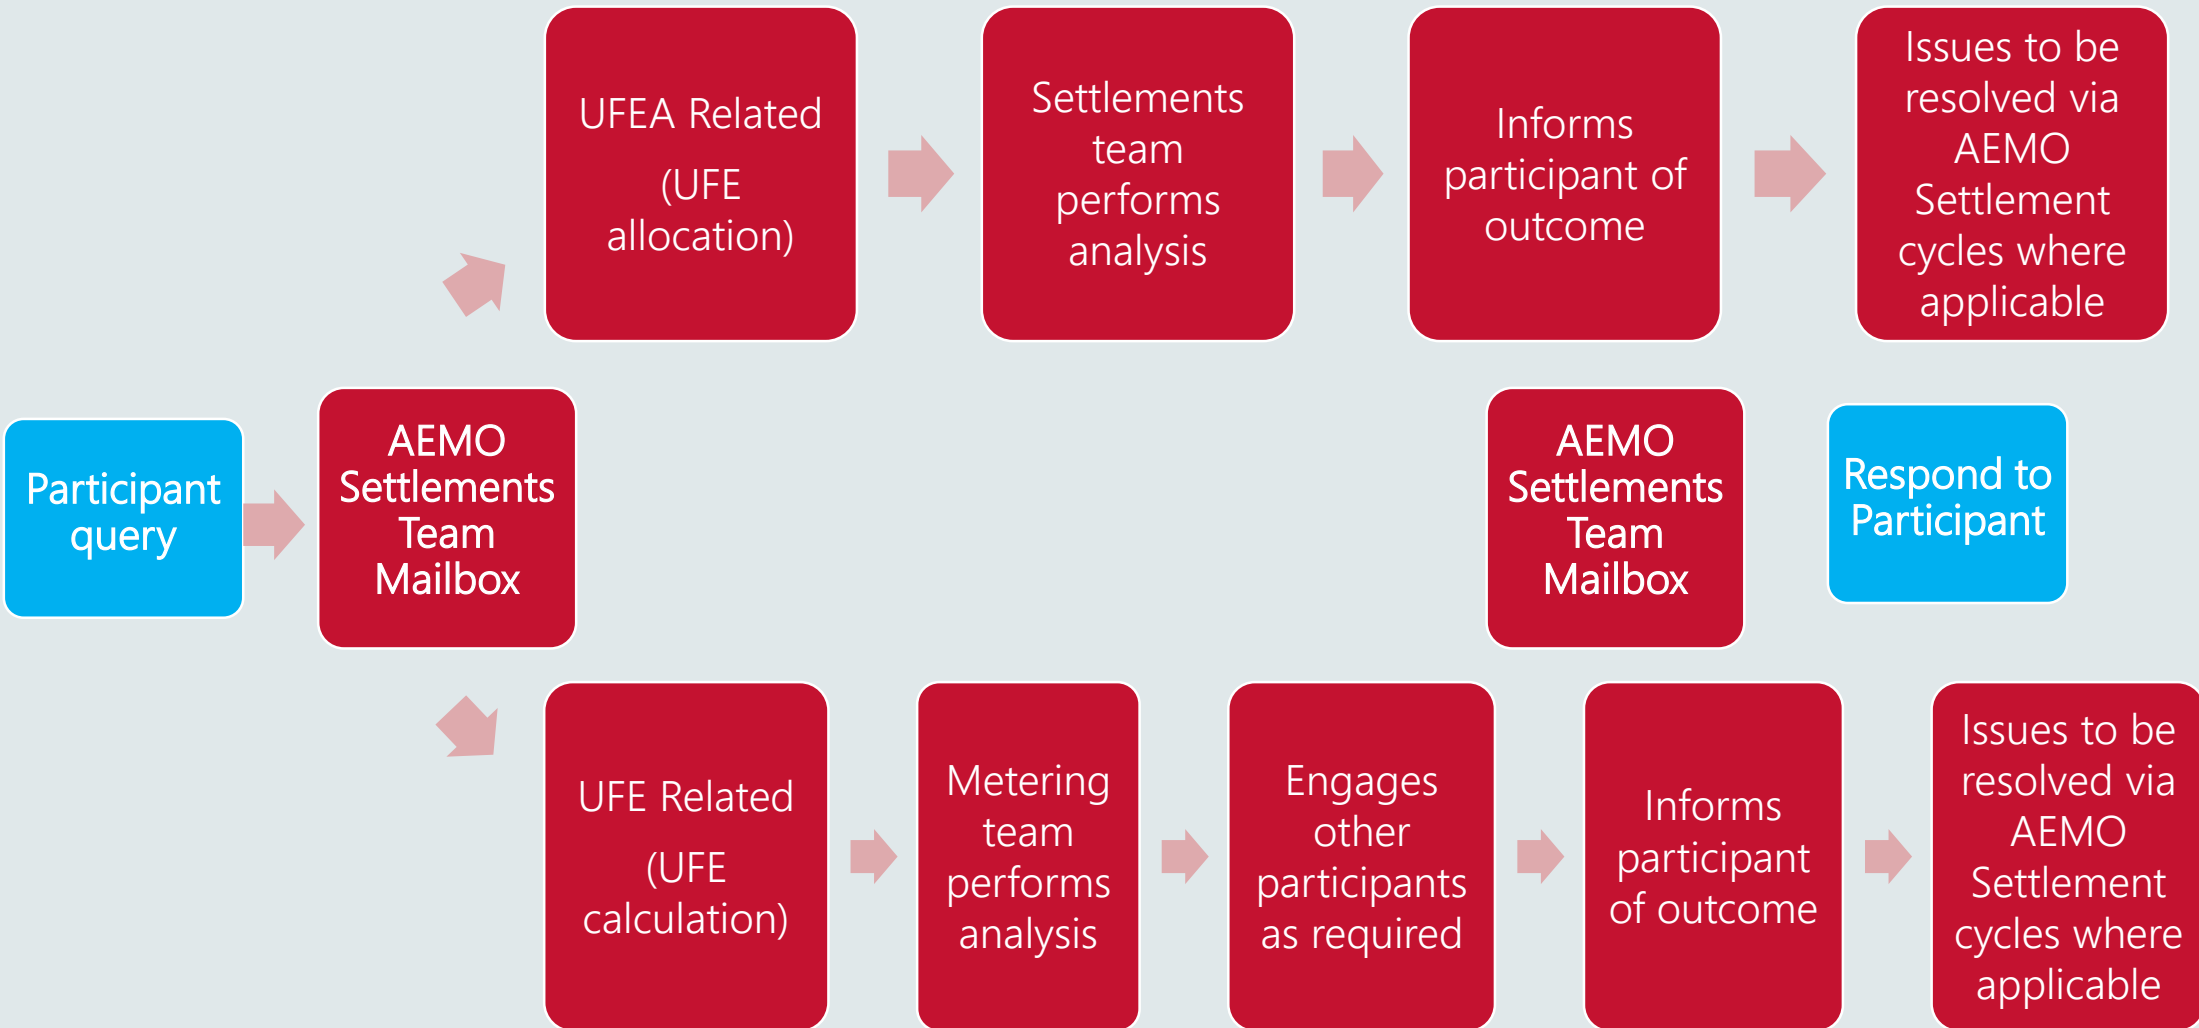 UFEA Related
(UFE
allocation)
Settlements
team
performs
analysis
Informs
participant of
outcome
Issues to be
resolved via
AEMO
Settlement
cycles where
applicable
Participant
query
AEMO
Settlements
Team
Mailbox
AEMO
Settlements
Team
Mailbox
Respond to
Participant
UFE Related
(UFE
calculation)
Metering
team
performs
analysis
Engages
other
participants
as required
Informs
participant
of outcome
Issues to be
resolved via
AEMO
Settlement
cycles where
applicable